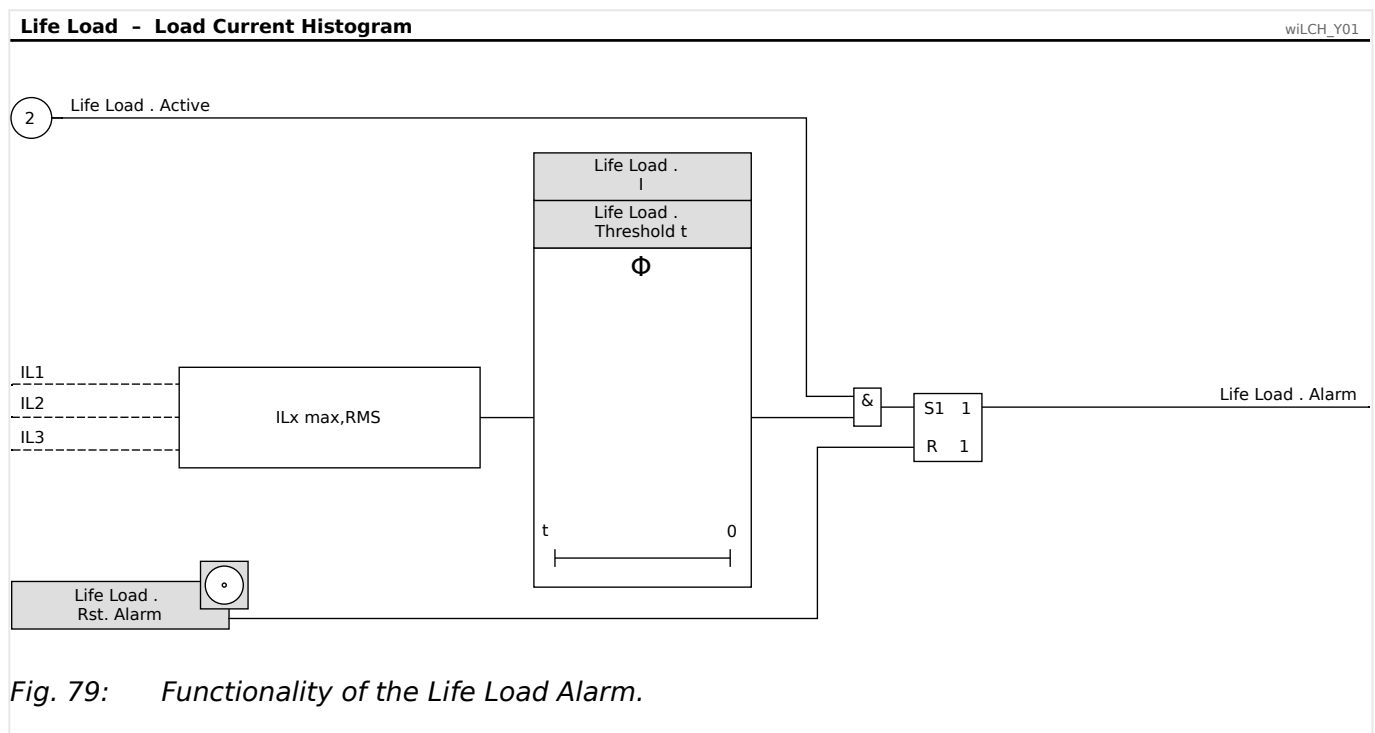 Life Load – Load Current Histogram
wiLCH_Y01
2
Life Load . Active
Life Load .
I
Life Load .
Threshold t
Φ
IL1
IL2
IL3
ILx max,RMS
&
S1 1
R 1
Life Load . Alarm
t 0
Life Load .
Rst. Alarm
Fig. 79: Functionality of the Life Load Alarm.